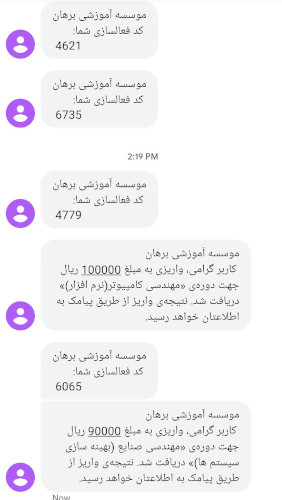 موسسه آموزشی برهان
کد فعالسازی شما:
4621
موسسه آموزشی برهان
کد فعالسازی شما:
6735
2:19 PM
موسسه آموزشی برهان
کد فعالسازی شما:
4779
موسسه آموزشی برهان
کاربر گرامی، واریزی به مبلغ 100000 ریال
جهت دوره‌ی «مهندسی کامپیوتر(نرم افزار)»
دریافت شد. نتیجه‌ی واریز از طریق پیامک به
اطلاعتان خواهد رسید.
موسسه آموزشی برهان
کد فعالسازی شما:
6065
موسسه آموزشی برهان
کاربر گرامی، واریزی به مبلغ 90000 ریال
جهت دوره‌ی «مهندسی صنایع (بهینه سازی
سیستم ها)» دریافت شد. نتیجه‌ی واریز از
طریق پیامک به اطلاعتان خواهد رسید.
Now